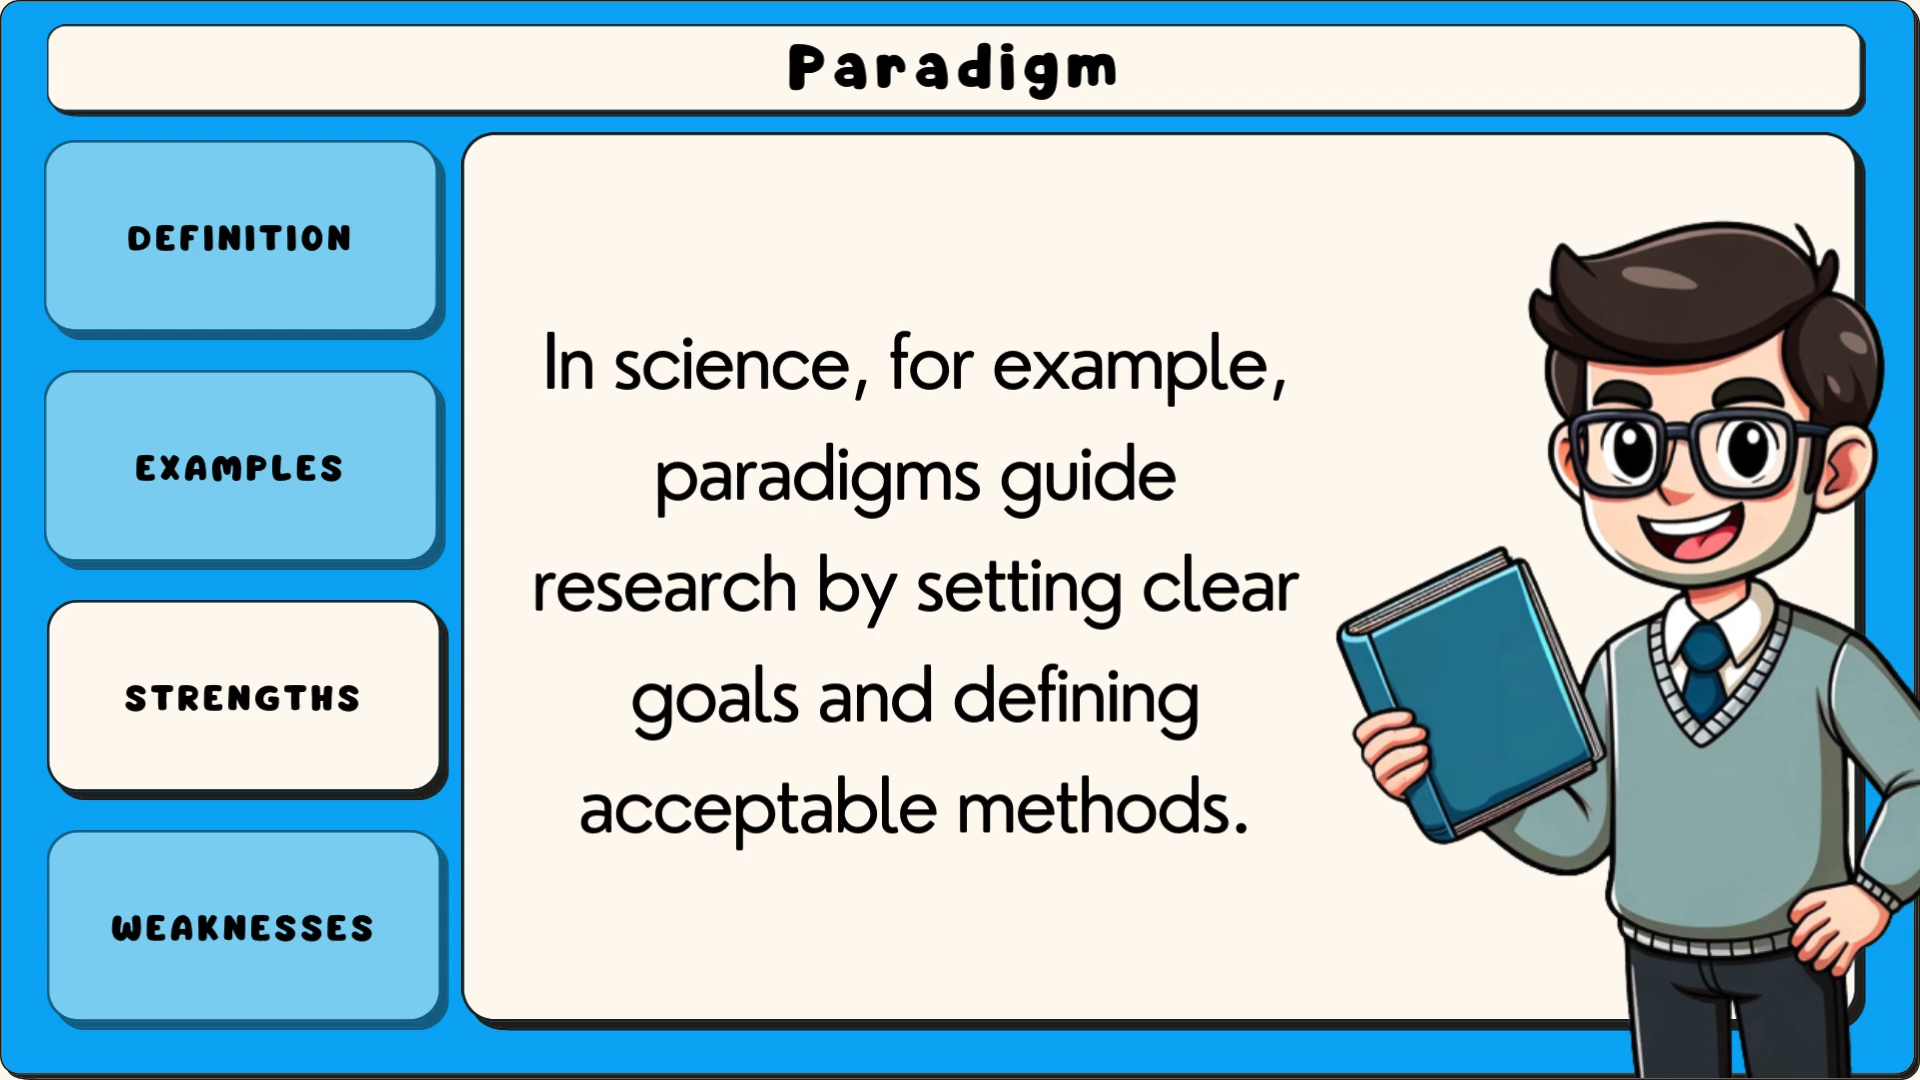 Paradigm
DEFINITION
EXAMPLES
STRENGTHS
WEAKNESSES
In science, for example,
paradigms guide
research by setting clear
goals and defining
acceptable methods.